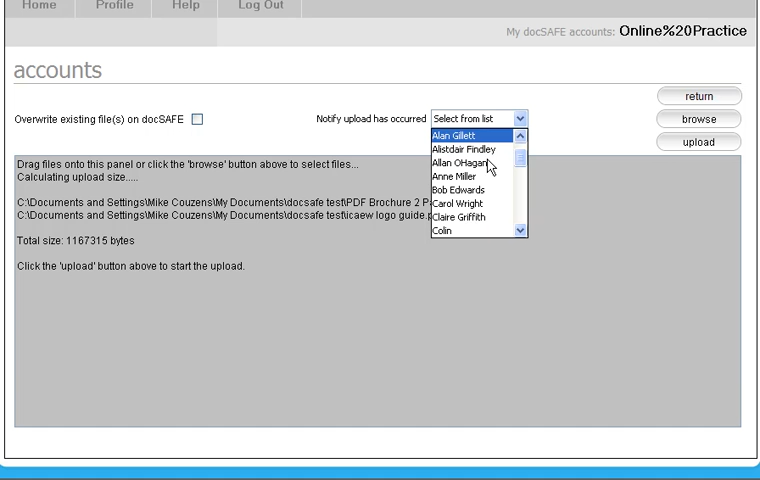 Home Profile Help Log Out
My docSAFE accounts: Online%20Practice
accounts
return
Overwrite existing file(s) on docSAFE Notify upload has occurred Select from list browse
upload
Alan Gillett
Alistdair Findley
Allan OHagan
Anne Miller
Bob Edwards
Carol Wright
Claire Griffith
Colin
Drag files onto this panel or click the 'browse' button above to select files...
Calculating upload size.....
C:\Documents and Settings\Mike Couzens\My Documents\docsafe test\PDF Brochure 2 P
C:\Documents and Settings\Mike Couzens\My Documents\docsafe test\icaew logo guide.p
Total size: 1167315 bytes
Click the 'upload' button above to start the upload.